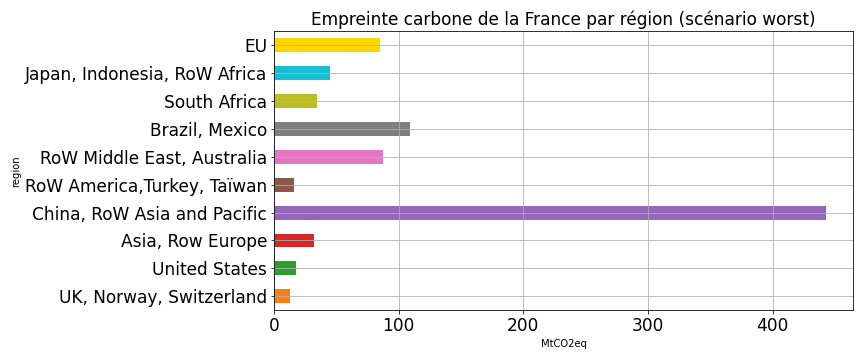 Empreinte carbone de la France par région (scénario worst)
EU
Japan, Indonesia, RoW Africa
South Africa
Brazil, Mexico
RoW Middle East, Australia
RoW America,Turkey, Taïwan
China, RoW Asia and Pacific
Asia, Row Europe
United States
UK, Norway, Switzerland
region
0 100 200 300 400
MtCO2eq